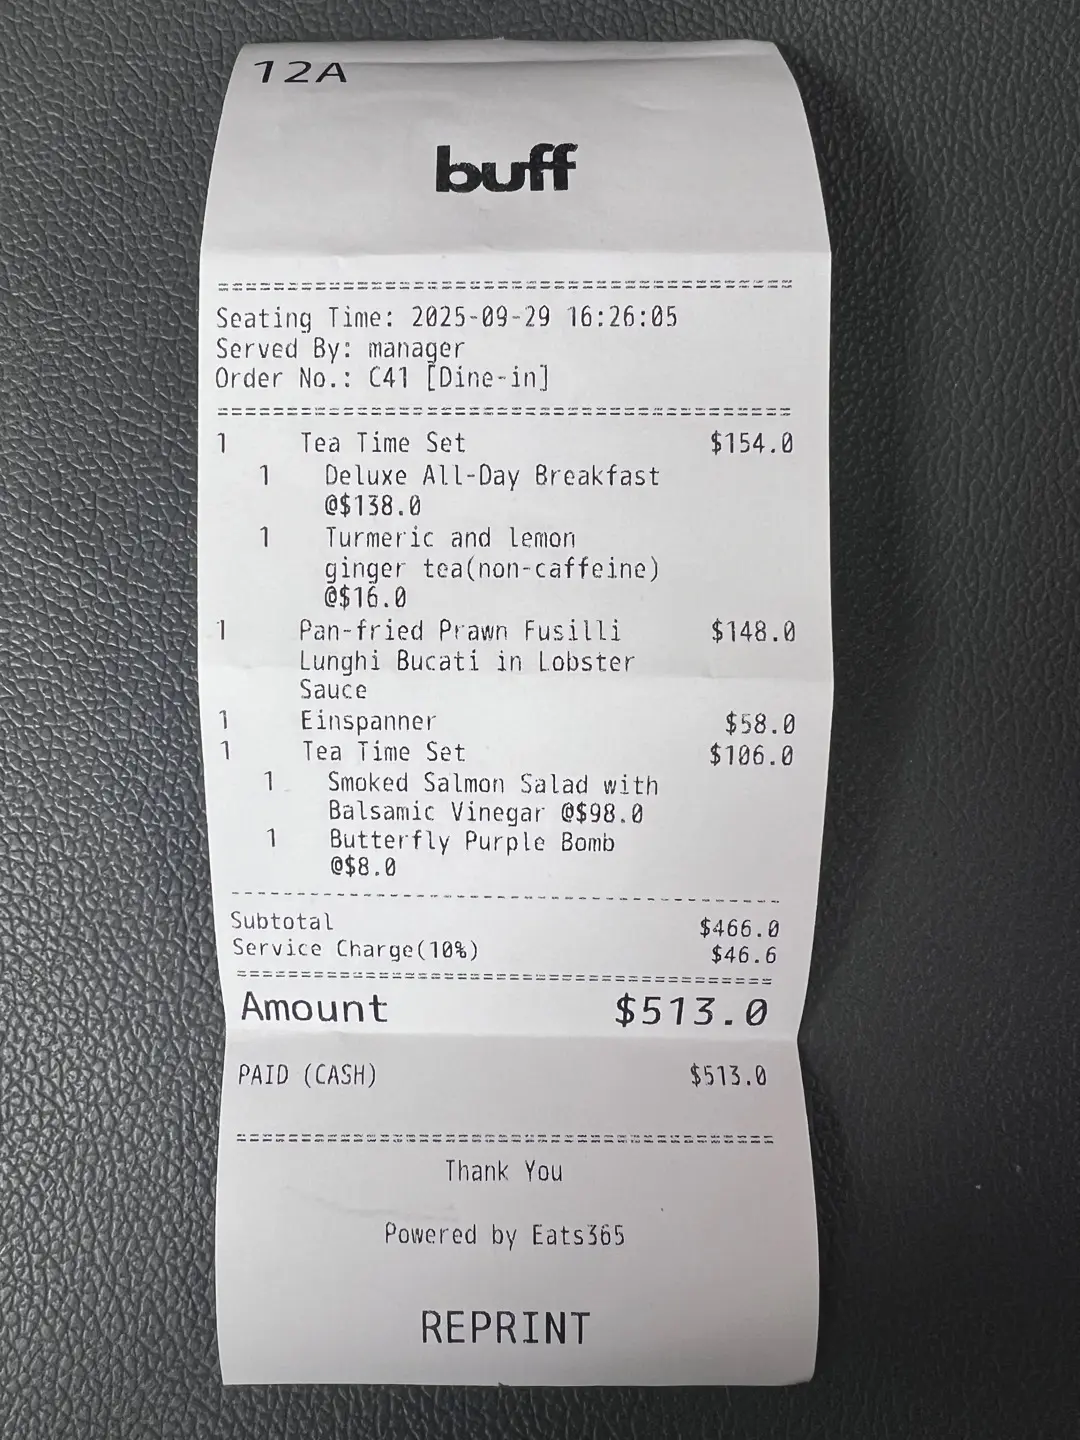 12A
buff
================================================
Seating Time: 2025-09-29 16:26:05
Served By: manager
Order No.: C41 [Dine-in]
================================================
1 Tea Time Set $154.0
1 Deluxe All-Day Breakfast
@$138.0
1 Turmeric and lemon
ginger tea(non-caffeine)
@$16.0
1 Pan-fried Prawn Fusilli $148.0
Lunghi Bucati in Lobster
Sauce
1 Einspanner $58.0
1 Tea Time Set $106.0
1 Smoked Salmon Salad with
Balsamic Vinegar @$98.0
1 Butterfly Purple Bomb
@$8.0
------------------------------------------------
Subtotal $466.0
Service Charge(10%) $46.6
================================================
Amount $513.0
PAID (CASH) $513.0
================================================
Thank You
Powered by Eats365
REPRINT